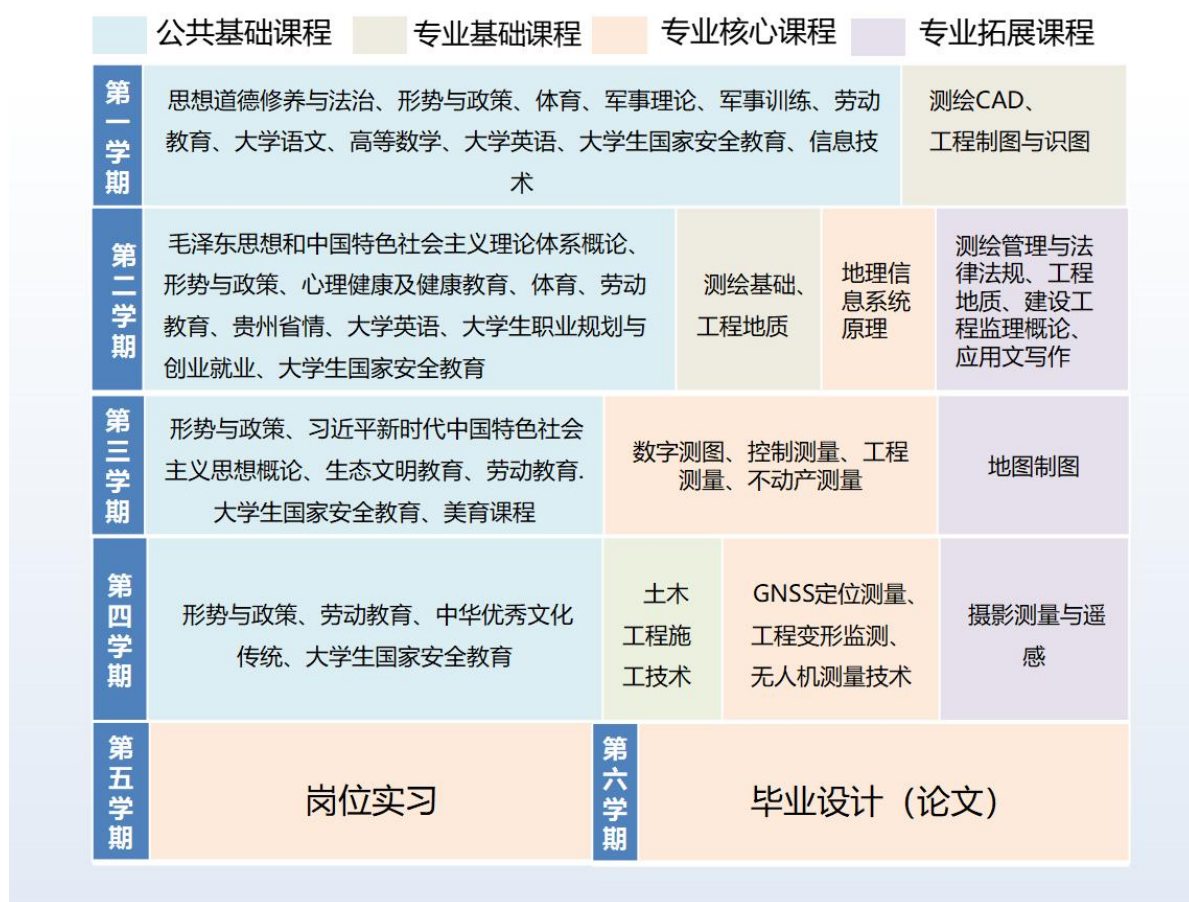 公共基础课程 专业基础课程 专业核心课程 专业拓展课程
第一学期
思想道德修养与法治、形势与政策、体育、军事理论、军事训练、劳动
教育、大学语文、高等数学、大学英语、大学生国家安全教育、信息技
术
测绘CAD、
工程制图与识图
第二学期
毛泽东思想和中国特色社会主义理论体系概论、
形势与政策、心理健康及健康教育、体育、劳动
教育、贵州省情、大学英语、大学生职业规划与
创业就业、大学生国家安全教育
测绘基础、
工程地质
地理信
息系统
原理
测绘管理与法
律法规、工程
地质、建设工
程监理概论、
应用文写作
第三学期
形势与政策、习近平新时代中国特色社会
主义思想概论、生态文明教育、劳动教育.
大学生国家安全教育、美育课程
数字测图、控制测量、工程
测量、不动产测量
地图制图
第四学期
形势与政策、劳动教育、中华优秀文化
传统、大学生国家安全教育
土木
工程施
工技术
GNSS定位测量、
工程变形监测、
无人机测量技术
摄影测量与遥
感
第五学期
岗位实习
第六学期
毕业设计（论文）